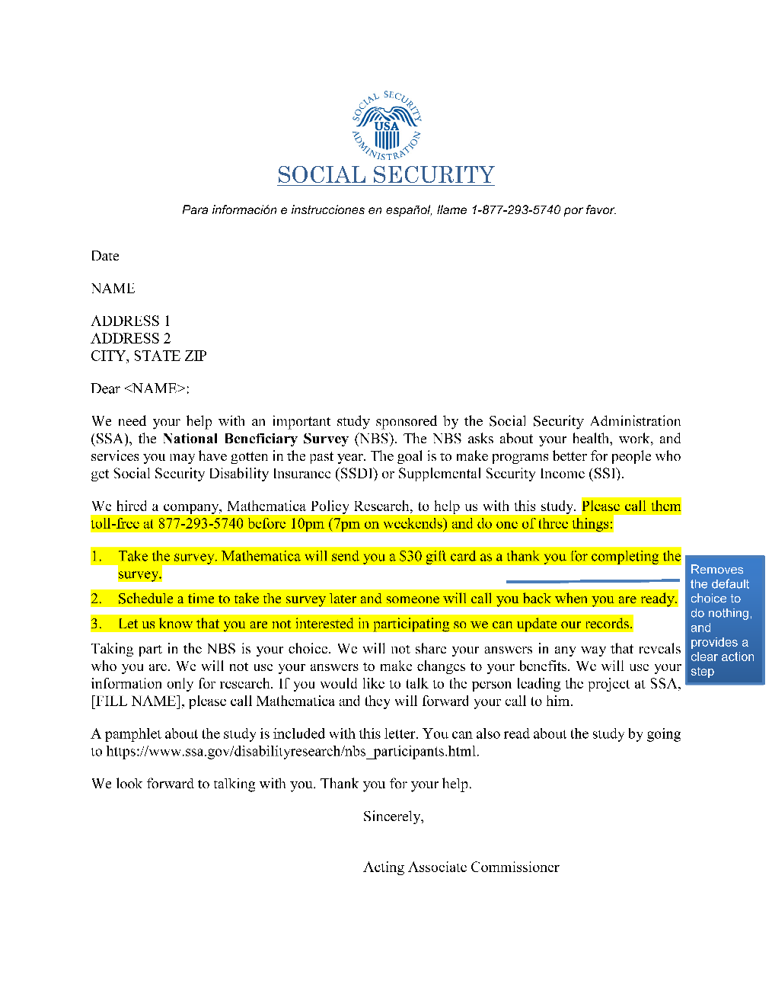 SOCIAL SECURITY ADMINISTRATION
USA
SOCIAL SECURITY
Para información e instrucciones en español, llame 1-877-293-5740 por favor.
Date
NAME
ADDRESS 1
ADDRESS 2
CITY, STATE ZIP
Dear <NAME>:
We need your help with an important study sponsored by the Social Security Administration
(SSA), the National Beneficiary Survey (NBS). The NBS asks about your health, work, and
services you may have gotten in the past year. The goal is to make programs better for people who
get Social Security Disability Insurance (SSDI) or Supplemental Security Income (SSI).
We hired a company, Mathematica Policy Research, to help us with this study. Please call them
toll-free at 877-293-5740 before 10pm (7pm on weekends) and do one of three things:
1. Take the survey. Mathematica will send you a $30 gift card as a thank you for completing the
survey.
2. Schedule a time to take the survey later and someone will call you back when you are ready.
3. Let us know that you are not interested in participating so we can update our records.
Removes
the default
choice to
do nothing,
and
provides a
clear action
step
Taking part in the NBS is your choice. We will not share your answers in any way that reveals
who you are. We will not use your answers to make changes to your benefits. We will use your
information only for research. If you would like to talk to the person leading the project at SSA,
[FILL NAME], please call Mathematica and they will forward your call to him.
A pamphlet about the study is included with this letter. You can also read about the study by going
to https://www.ssa.gov/disabilityresearch/nbs_participants.html.
We look forward to talking with you. Thank you for your help.
Sincerely,
Acting Associate Commissioner